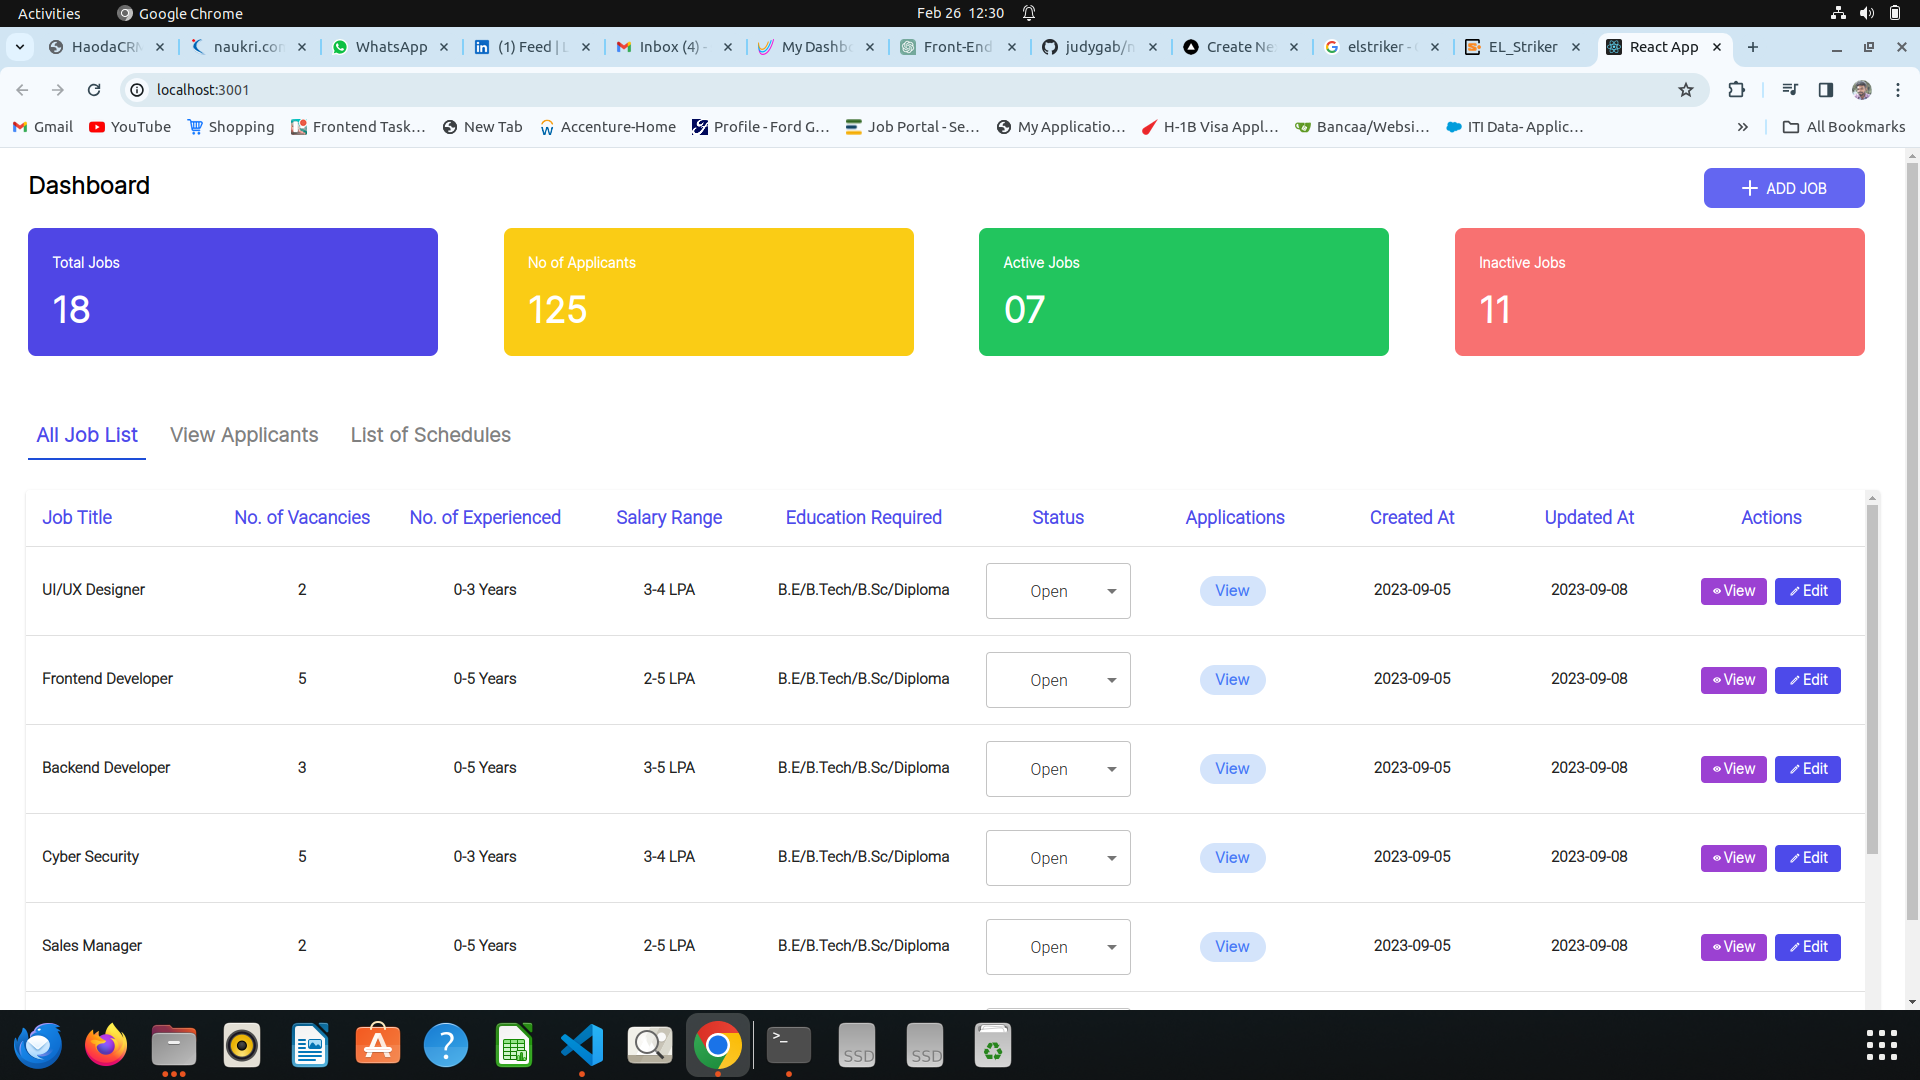 Activities Google Chrome Feb 26 12:30
HaodaCRM naukri.con WhatsApp (1) Feed | L Inbox (4) - My Dashb Front-End judygab/n Create Ne elstriker - EL_Striker React App
localhost:3001
Gmail YouTube Shopping Frontend Task... New Tab Accenture-Home Profile - Ford G... Job Portal - Se... My Applicatio... H-1B Visa Appl... Bancaa/Websi... ITI Data- Applic... » All Bookmarks
Dashboard
+ ADD JOB
Total Jobs No of Applicants Active Jobs Inactive Jobs
18 125 07 11
All Job List View Applicants List of Schedules
Job Title No. of Vacancies No. of Experienced Salary Range Education Required Status Applications Created At Updated At Actions
UI/UX Designer 2 0-3 Years 3-4 LPA B.E/B.Tech/B.Sc/Diploma Open View 2023-09-05 2023-09-08 View Edit
Frontend Developer 5 0-5 Years 2-5 LPA B.E/B.Tech/B.Sc/Diploma Open View 2023-09-05 2023-09-08 View Edit
Backend Developer 3 0-5 Years 3-5 LPA B.E/B.Tech/B.Sc/Diploma Open View 2023-09-05 2023-09-08 View Edit
Cyber Security 5 0-3 Years 3-4 LPA B.E/B.Tech/B.Sc/Diploma Open View 2023-09-05 2023-09-08 View Edit
Sales Manager 2 0-5 Years 2-5 LPA B.E/B.Tech/B.Sc/Diploma Open View 2023-09-05 2023-09-08 View Edit
SSD SSD